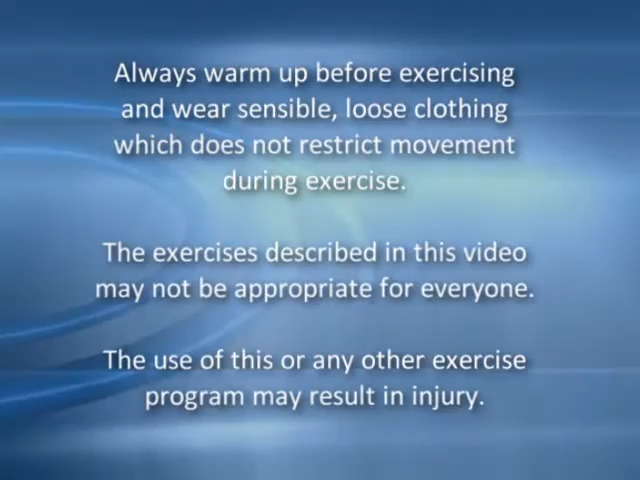 Always warm up before exercising
and wear sensible, loose clothing
which does not restrict movement
during exercise.
The exercises described in this video
may not be appropriate for everyone.
The use of this or any other exercise
program may result in injury.